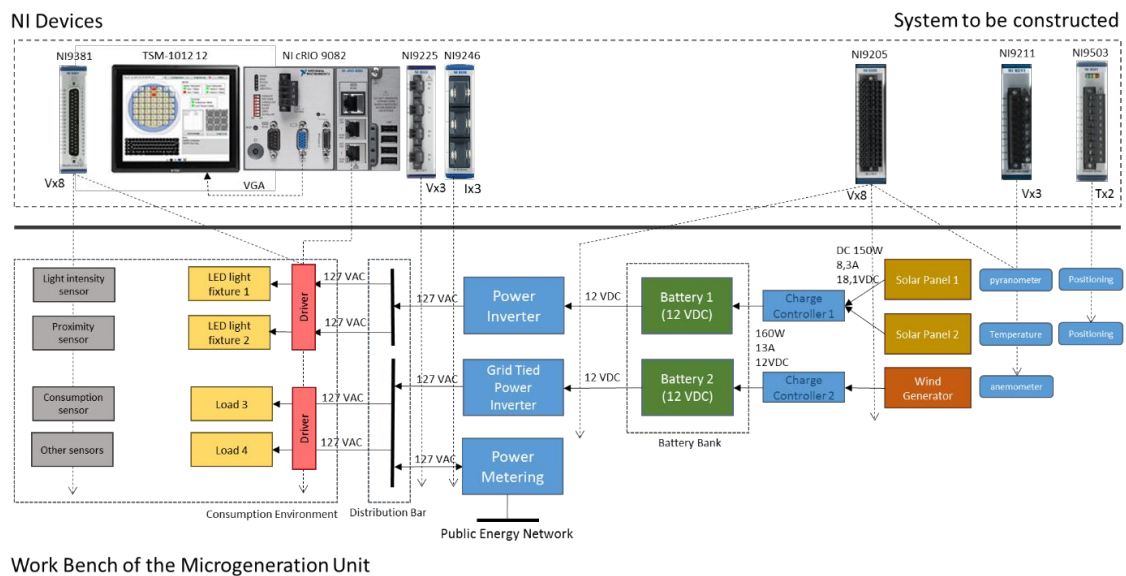 NI Devices
System to be constructed
NI9381
TSM-1012 12
NI cRIO 9082
NI9225
NI9246
NI9205
NI9211
NI9503
Vx8
VGA
Vx3
Ix3
Vx8
Vx3
Tx2
Light intensity
sensor
Proximity
sensor
Consumption
sensor
Other sensors
LED light
fixture 1
LED light
fixture 2
Load 3
Load 4
Driver
Driver
127 VAC
127 VAC
127 VAC
127 VAC
Consumption Environment
Distribution Bar
127 VAC
127 VAC
127 VAC
Power
Inverter
Grid Tied
Power
Inverter
Power
Metering
Public Energy Network
12 VDC
12 VDC
Battery 1
(12 VDC)
Battery 2
(12 VDC)
Battery Bank
DC 150W
8,3A
18,1VDC
160W
13A
12VDC
Charge
Controller 1
Charge
Controller 2
Solar Panel 1
Solar Panel 2
Wind
Generator
pyranometer
Temperature
anemometer
Positioning
Positioning
Work Bench of the Microgeneration Unit